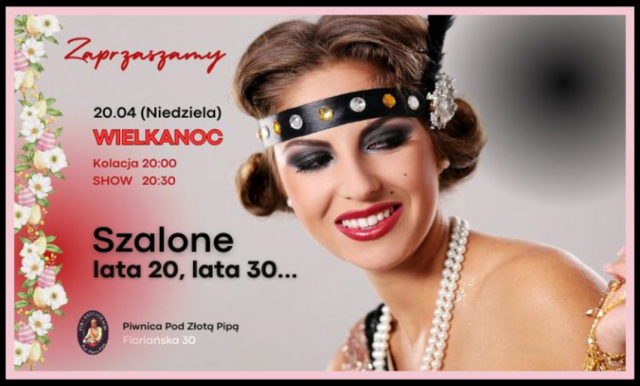 Zapraszamy
20.04 (Niedziela)
WIELKANOC
Kolacja 20:00
SHOW 20:30
Szalone
lata 20, lata 30...
Piwnica Pod Złotą Pipą
Floriańska 30